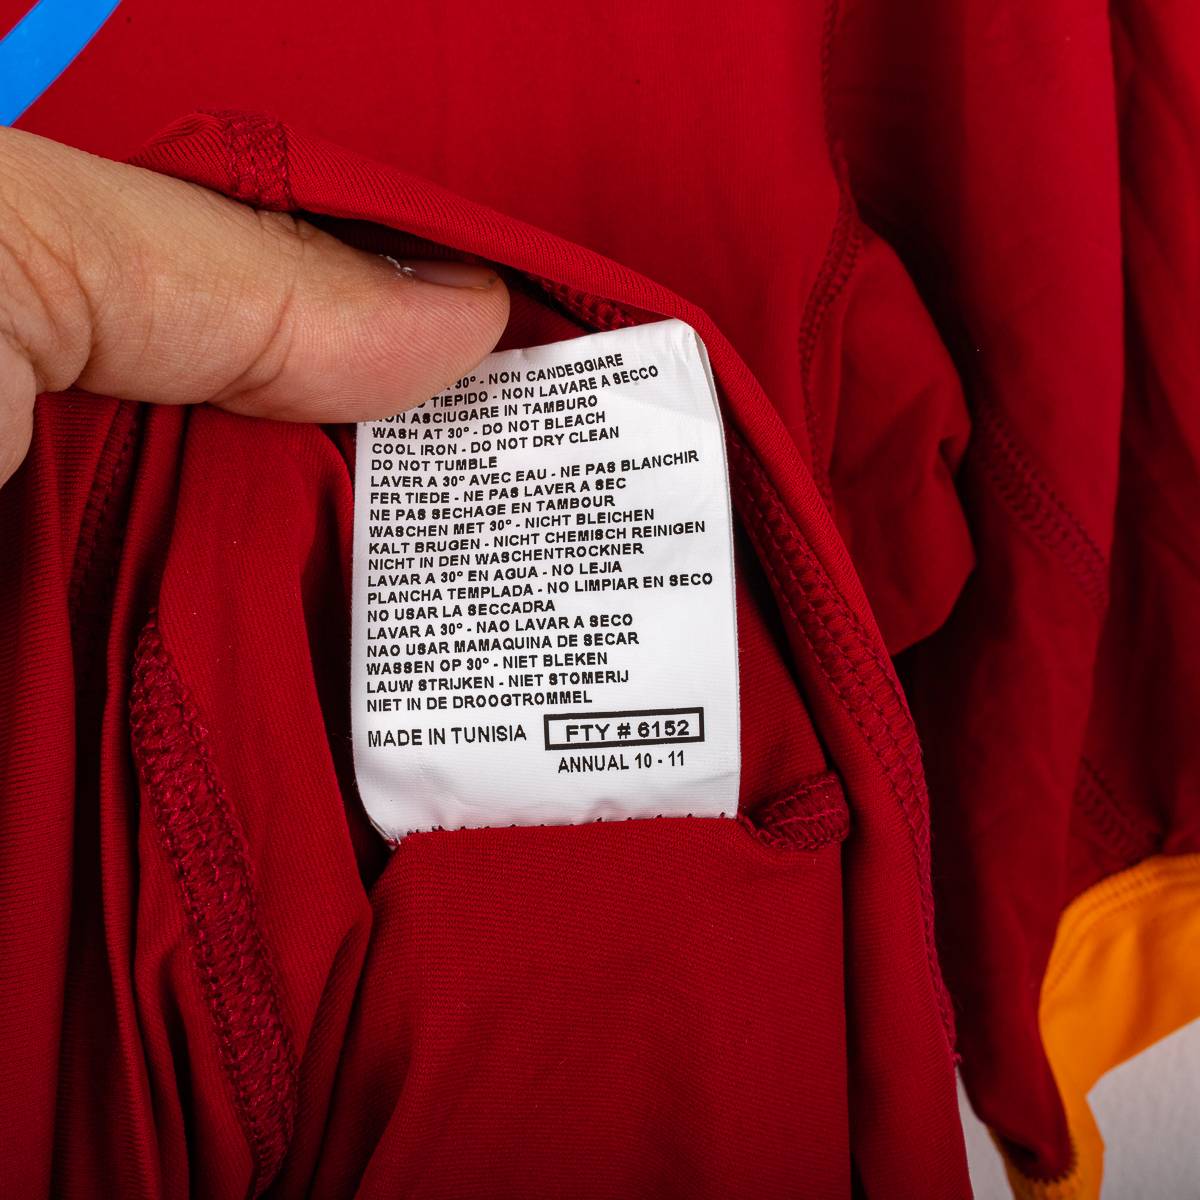 30° - NON CANDEGGIARE
TIEPIDO - NON LAVARE A SECCO
NON ASCIUGARE IN TAMBURO
WASH AT 30° - DO NOT BLEACH
COOL IRON - DO NOT DRY CLEAN
DO NOT TUMBLE
LAVER A 30° AVEC EAU - NE PAS BLANCHIR
FER TIEDE - NE PAS LAVER A SEC
NE PAS SECHAGE EN TAMBOUR
WASCHEN MET 30° - NICHT BLEICHEN
KALT BRUGEN - NICHT CHEMISCH REINIGEN
NICHT IN DEN WASCHENTROCKNER
LAVAR A 30° EN AGUA - NO LEJIA
PLANCHA TEMPLADA - NO LIMPIAR EN SECO
NO USAR LA SECCADRA
LAVAR A 30° - NAO LAVAR A SECO
NAO USAR MAMAQUINA DE SECAR
WASSEN OP 30° - NIET BLEKEN
LAUW STRIJKEN - NIET STOMERIJ
NIET IN DE DROOGTROMMEL
MADE IN TUNISIA FTY # 6152
ANNUAL 10 - 11